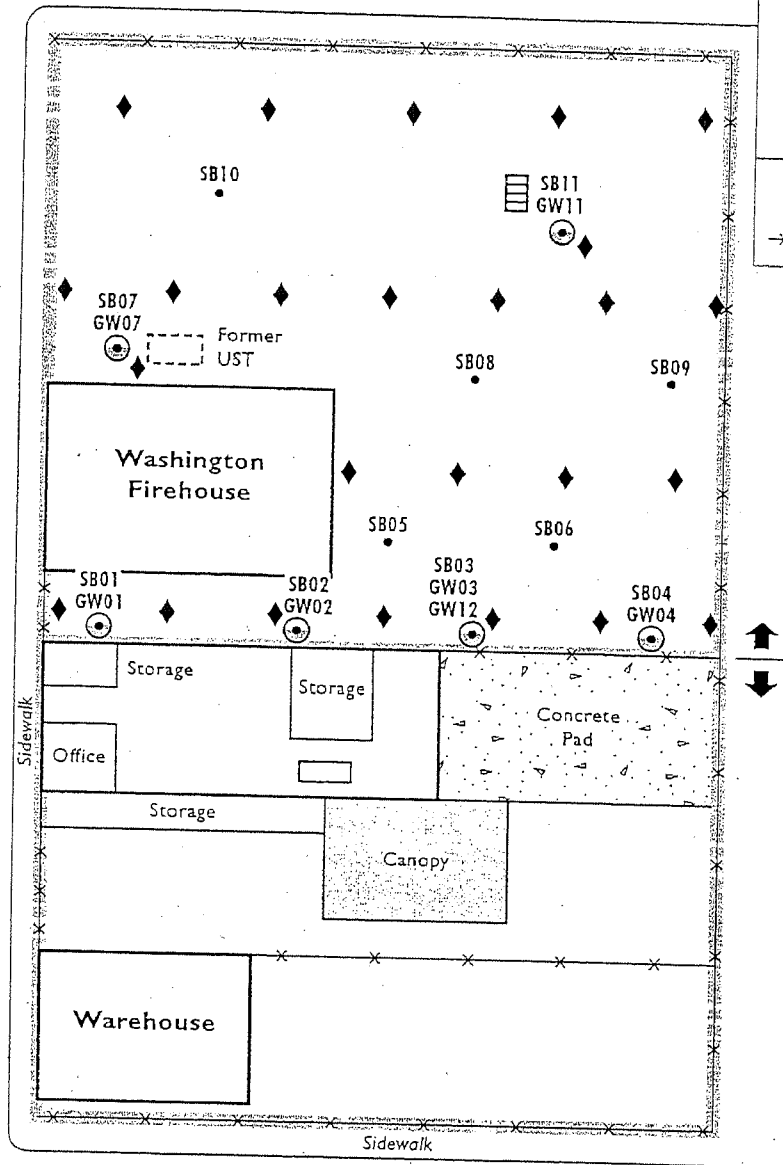 SB10
SB11
GW11
SB07
GW07
Former
UST
SB08
SB09
Washington
Firehouse
SB05
SB06
SB01
GW01
SB02
GW02
SB03
GW03
GW12
SB04
GW04
Storage
Storage
Concrete
Pad
Sidewalk
Office
Storage
Canopy
Warehouse
Sidewalk